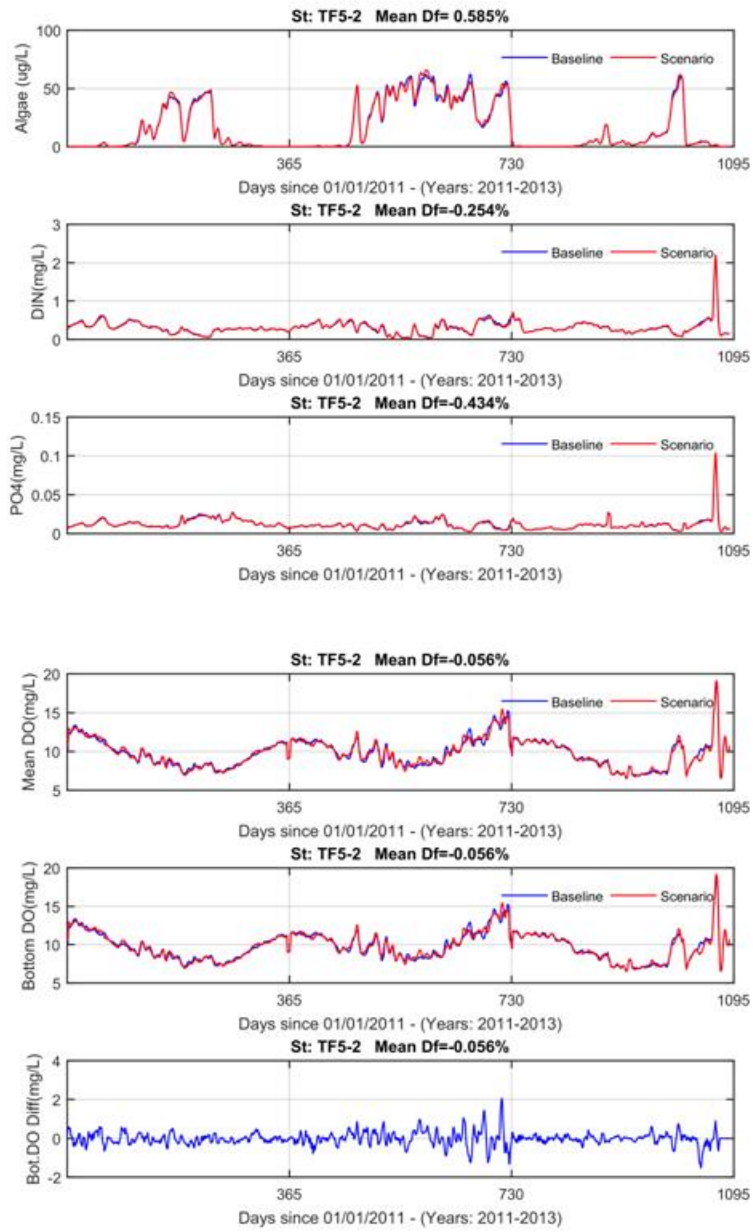 St: TF5-2 Mean Df= 0.585%
100
50
0
Algae (ug/L)
Baseline Scenario
365 730 1095
Days since 01/01/2011 - (Years: 2011-2013)
St: TF5-2 Mean Df=-0.254%
3
2
1
0
DIN(mg/L)
Baseline Scenario
365 730 1095
Days since 01/01/2011 - (Years: 2011-2013)
St: TF5-2 Mean Df=-0.434%
0.15
0.1
0.05
0
PO4(mg/L)
Baseline Scenario
365 730 1095
Days since 01/01/2011 - (Years: 2011-2013)
St: TF5-2 Mean Df=-0.056%
20
15
10
5
Mean DO(mg/L)
Baseline Scenario
365 730 1095
Days since 01/01/2011 - (Years: 2011-2013)
St: TF5-2 Mean Df=-0.056%
20
15
10
5
Bottom DO(mg/L)
Baseline Scenario
365 730 1095
Days since 01/01/2011 - (Years: 2011-2013)
St: TF5-2 Mean Df=-0.056%
4
2
0
-2
Bot.DO Diff(mg/L)
365 730 1095
Days since 01/01/2011 - (Years: 2011-2013)